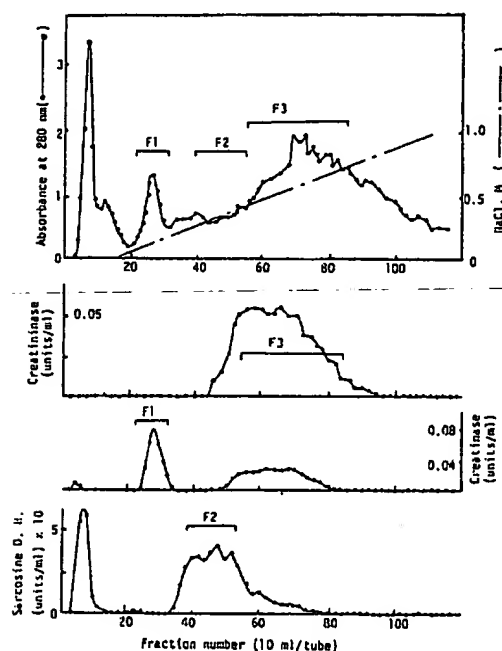 Absorbance at 280 nm(●——●)
3
2
1
0
F1
F2
F3
1.0
0.5
0
NaCl, M (—·—)
20
40
60
80
100
Creatininase
(units/ml)
0.05
F3
F1
0.08
0.04
Creatinase
(units/ml)
Sarcosine D. H.
(units/ml) x 10
5
0
F2
20
40
60
80
100
Fraction number (10 ml/tube)